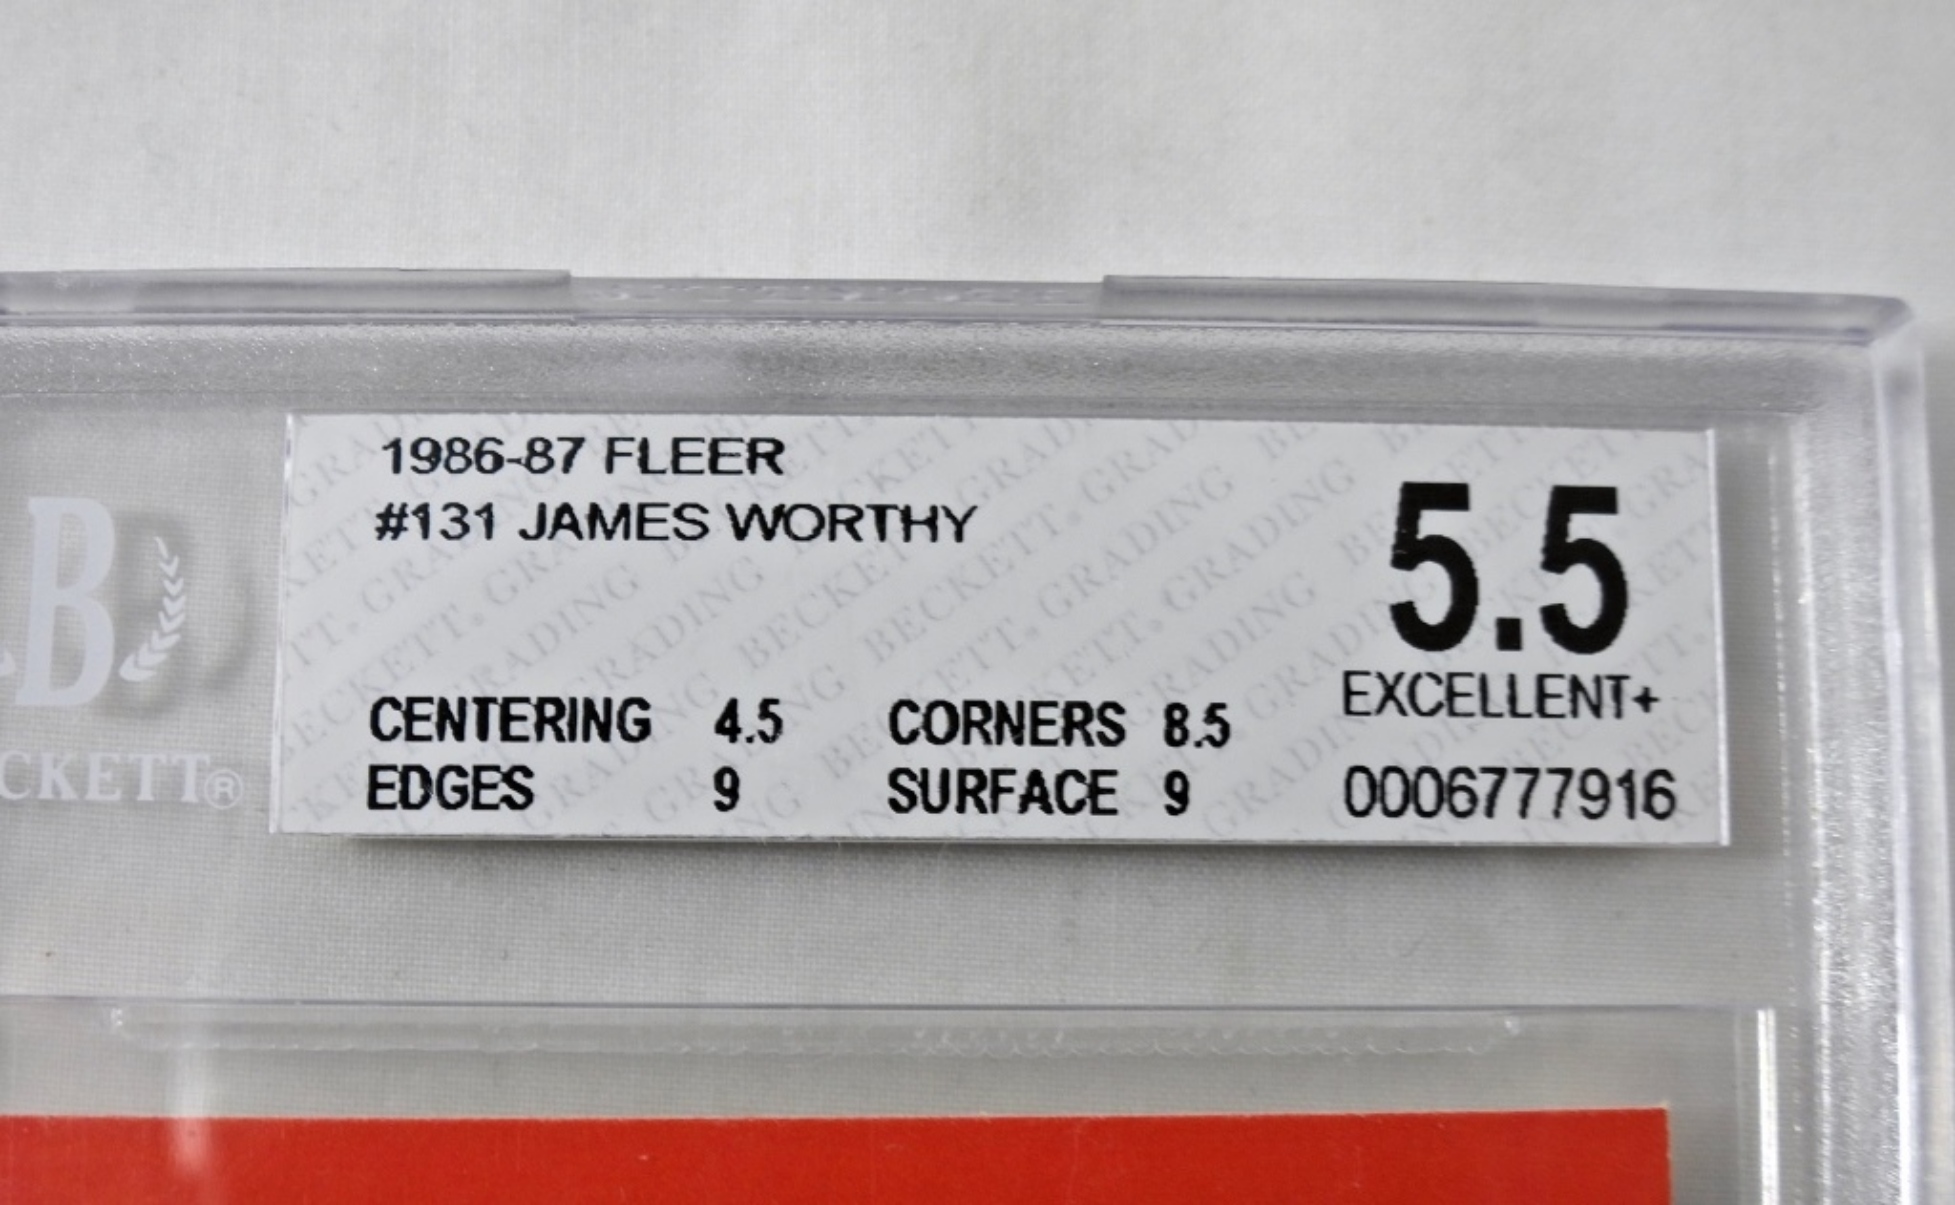 1986-87 FLEER
#131 JAMES WORTHY
5.5
EXCELLENT+
CENTERING 4.5 CORNERS 8.5
EDGES 9 SURFACE 9 0006777916
B
CKETT®